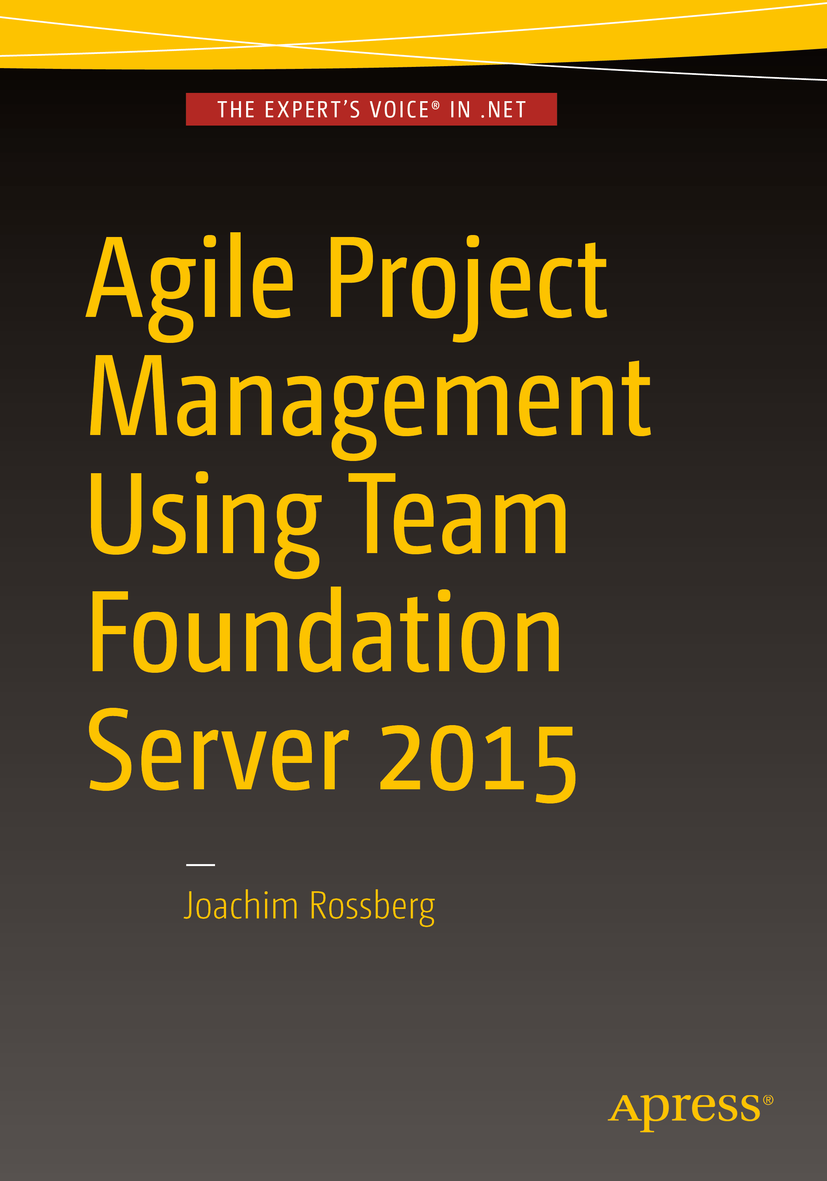 THE EXPERT’S VOICE® IN .NET
Agile Project
Management
Using Team
Foundation
Server 2015
Joachim Rossberg
Apress®